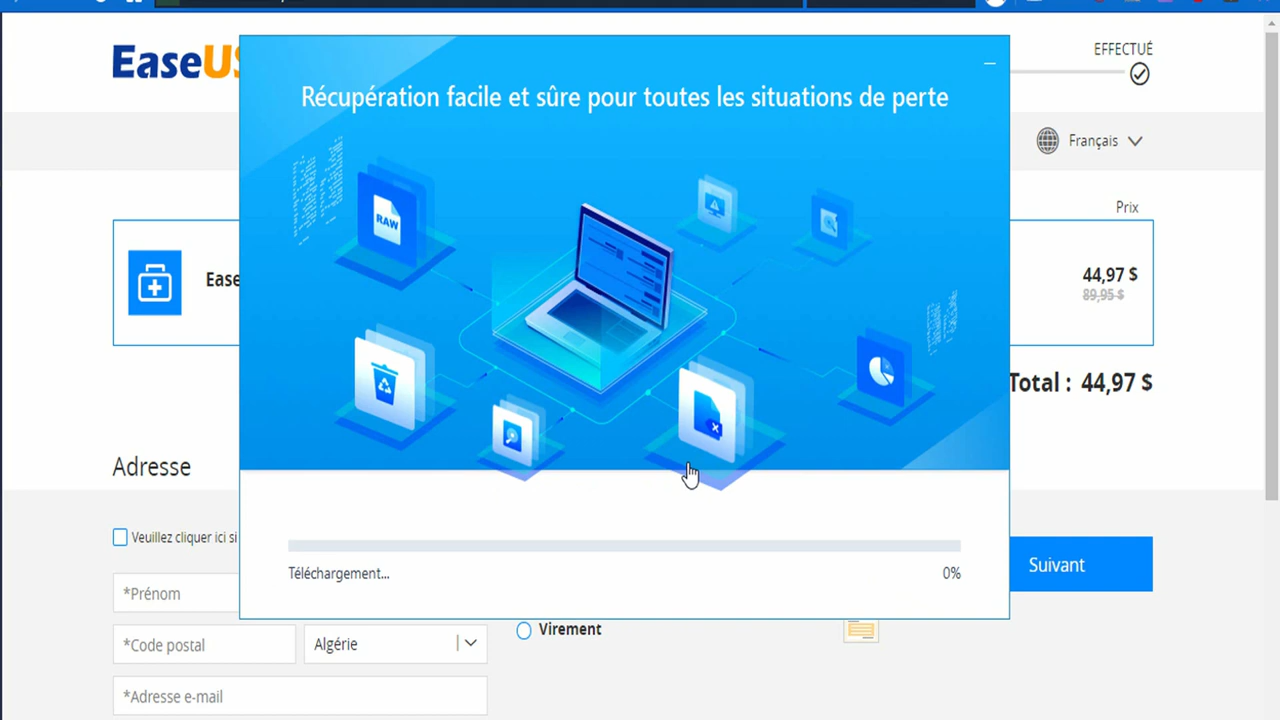 EaseUS
EFFECTUÉ
Récupération facile et sûre pour toutes les situations de perte
Français
RAW
Prix
Ease
44,97 $
89,95 $
Total : 44,97 $
Adresse
Veuillez cliquer ici si
Téléchargement...
0%
Suivant
*Prénom
Virement
*Code postal
Algérie
*Adresse e-mail